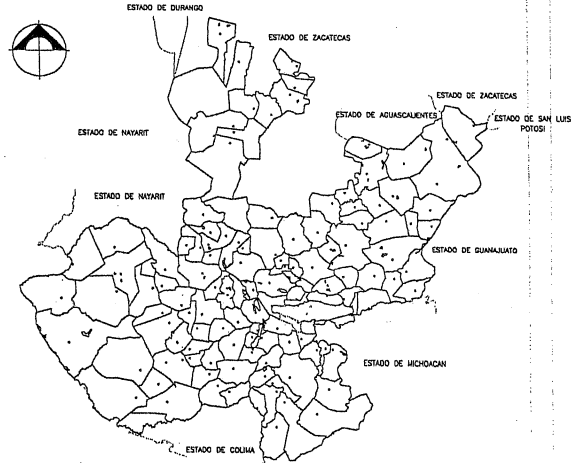 ESTADO DE DURANGO
ESTADO DE ZACATECAS
ESTADO DE ZACATECAS
ESTADO DE AGUASCALIENTES
ESTADO DE SAN LUIS
POTOSI
ESTADO DE NAYARIT
ESTADO DE NAYARIT
ESTADO DE GUANAJUATO
2
ESTADO DE MICHOACAN
ESTADO DE COLIMA